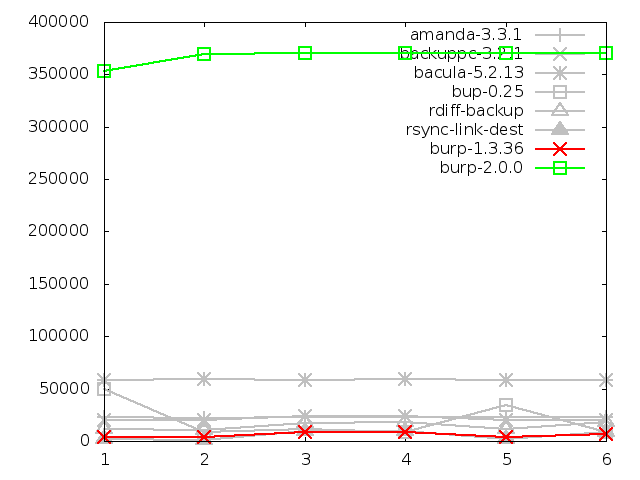 400000
350000
300000
250000
200000
150000
100000
50000
0
1 2 3 4 5 6
amanda-3.3.1
backuppc-3.2.1
bacula-5.2.13
bup-0.25
rdiff-backup
rsync-link-dest
burp-1.3.36
burp-2.0.0